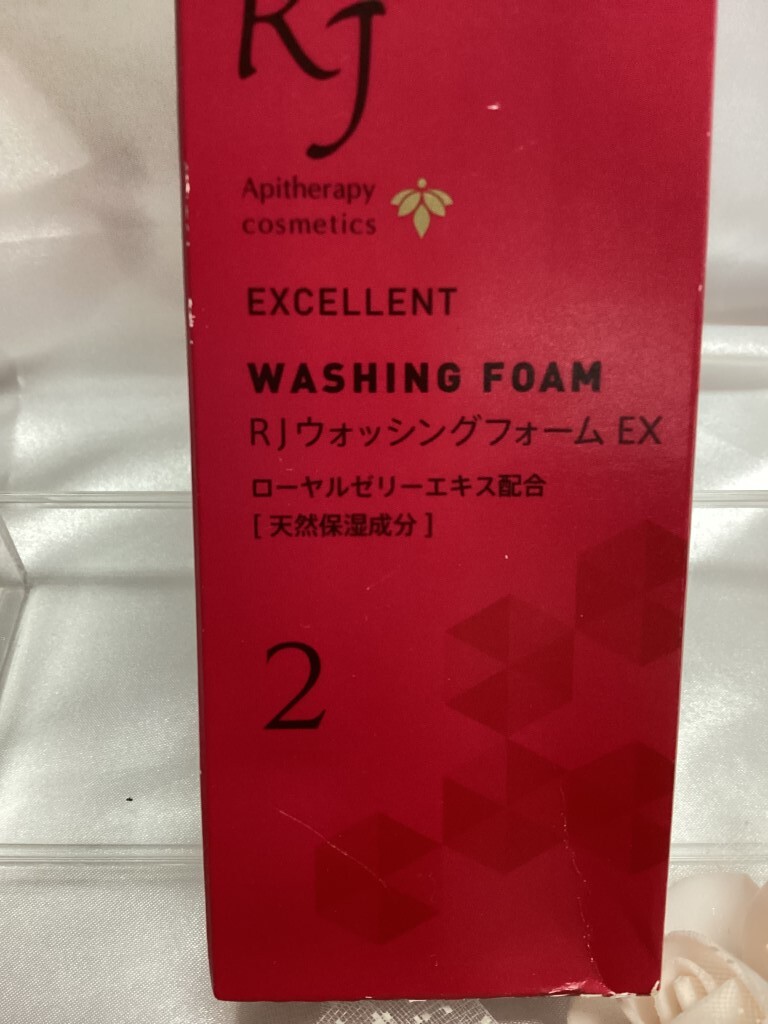 RJ
Apitherapy
cosmetics
EXCELLENT
WASHING FOAM
RJウォッシングフォーム EX
ローヤルゼリーエキス配合
[ 天然保湿成分 ]
2